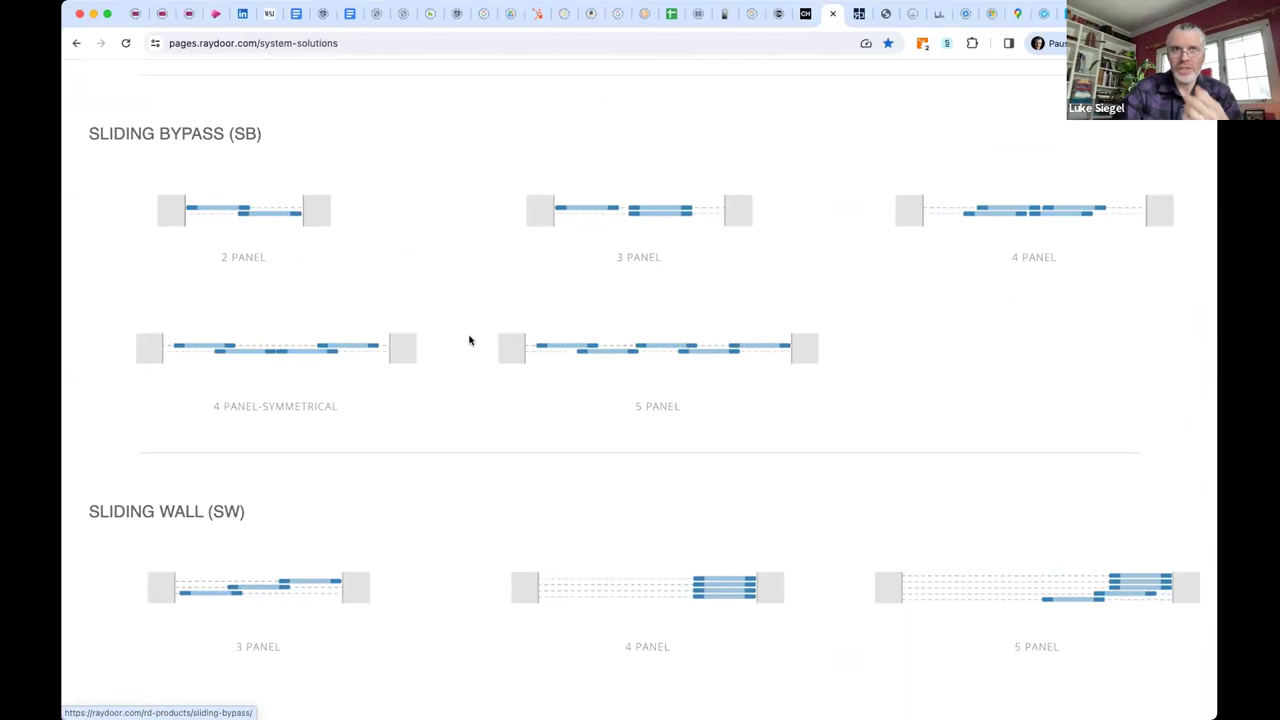 pages.raydoor.com/system-solutions
Luke Siegel
SLIDING BYPASS (SB)
2 PANEL
3 PANEL
4 PANEL
4 PANEL-SYMMETRICAL
5 PANEL
SLIDING WALL (SW)
3 PANEL
4 PANEL
5 PANEL
https://raydoor.com/rd-products/sliding-bypass/